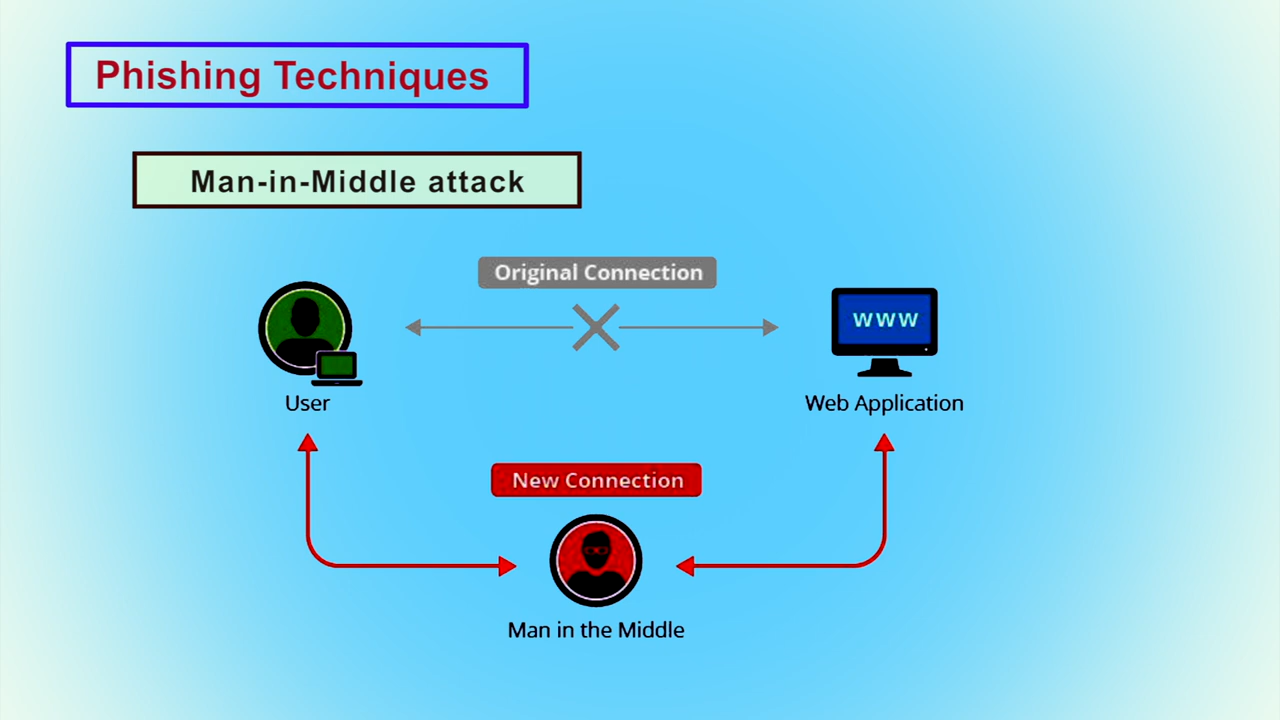 Phishing Techniques
Man-in-Middle attack
Original Connection
www
User
Web Application
New Connection
Man in the Middle